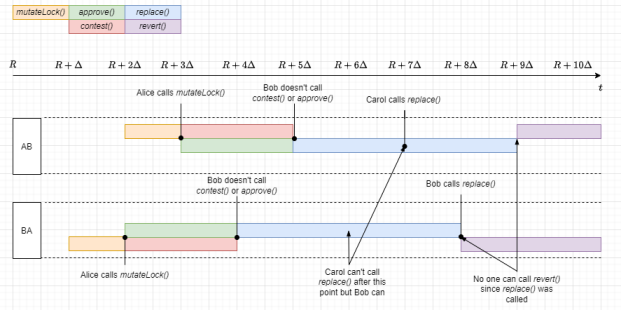 mutateLock() approve() replace()
contest() revert()
R R + Δ R + 2Δ R + 3Δ R + 4Δ R + 5Δ R + 6Δ R + 7Δ R + 8Δ R + 9Δ R + 10Δ
t
Alice calls mutateLock()
Bob doesn't call
contest() or approve()
Carol calls replace()
AB
Bob doesn't call
contest() or approve()
Bob calls replace()
BA
Alice calls mutateLock()
Carol can't call
replace() after this
point but Bob can
No one can call revert()
since replace() was
called